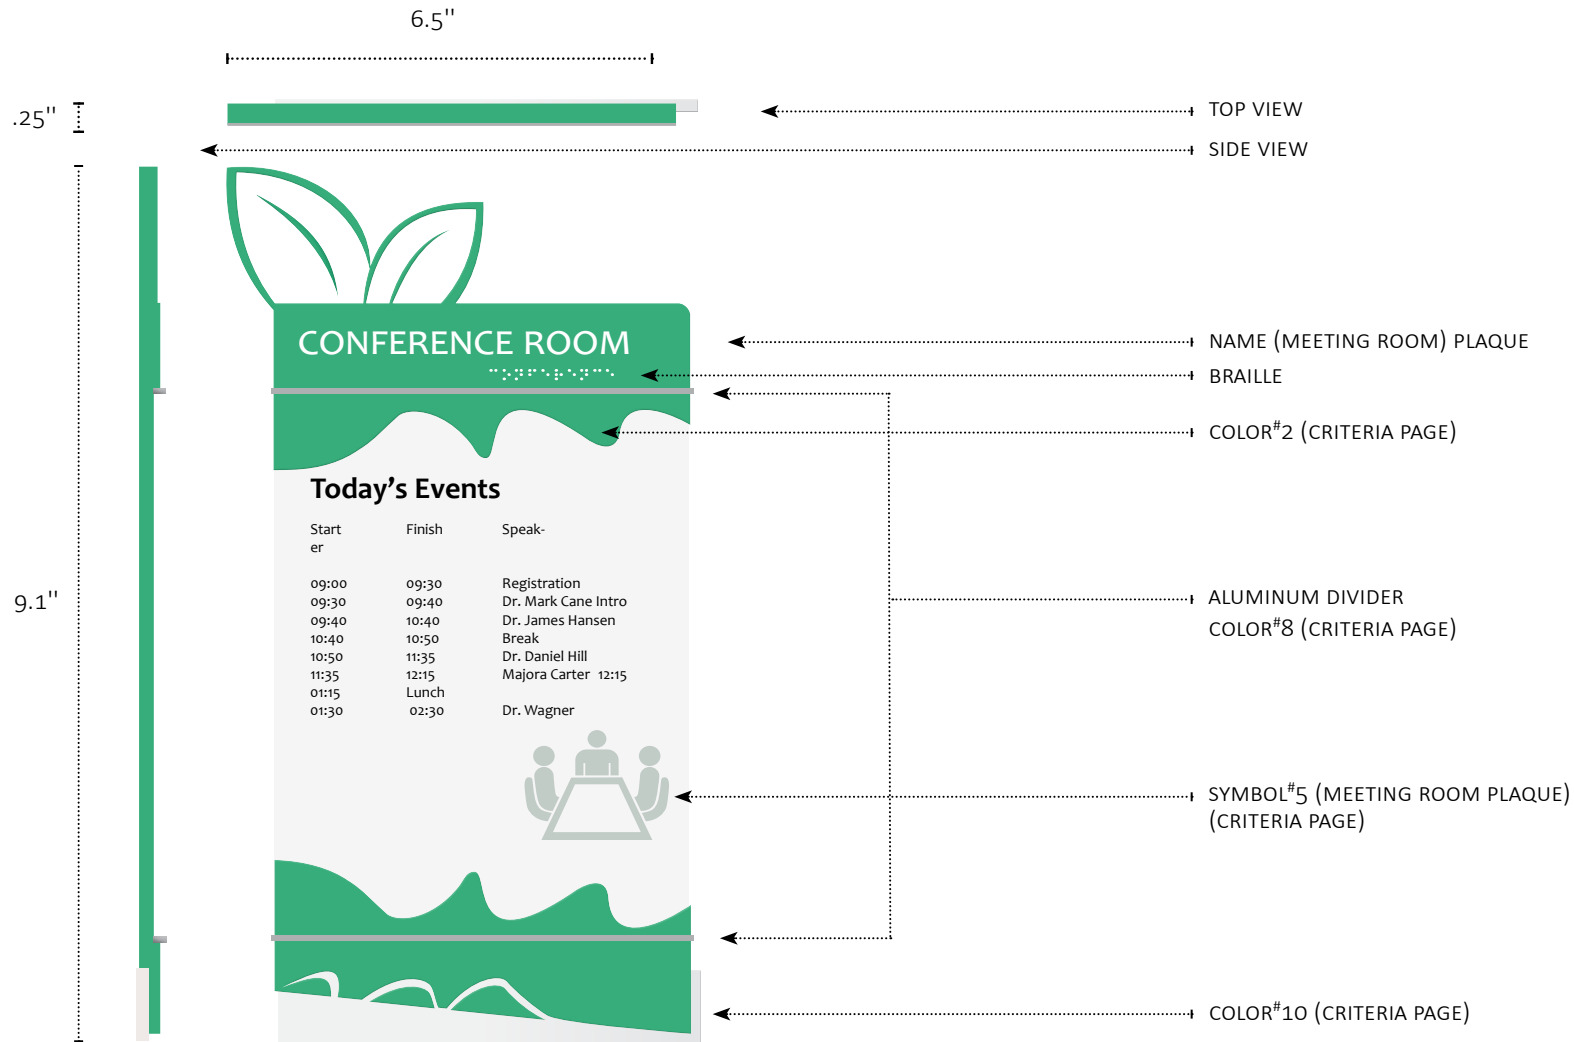 6.5"
.25"
TOP VIEW
SIDE VIEW
CONFERENCE ROOM
⠉⠕⠝⠋⠑⠗⠑⠝⠉⠑
NAME (MEETING ROOM) PLAQUE
BRAILLE
COLOR#2 (CRITERIA PAGE)
Today's Events
Start Finish Speak-
er
09:00 09:30 Registration
09:30 09:40 Dr. Mark Cane Intro
09:40 10:40 Dr. James Hansen
10:40 10:50 Break
10:50 11:35 Dr. Daniel Hill
11:35 12:15 Majora Carter 12:15
01:15 Lunch
01:30 02:30 Dr. Wagner
9.1"
ALUMINUM DIVIDER
COLOR#8 (CRITERIA PAGE)
SYMBOL#5 (MEETING ROOM PLAQUE)
(CRITERIA PAGE)
COLOR#10 (CRITERIA PAGE)